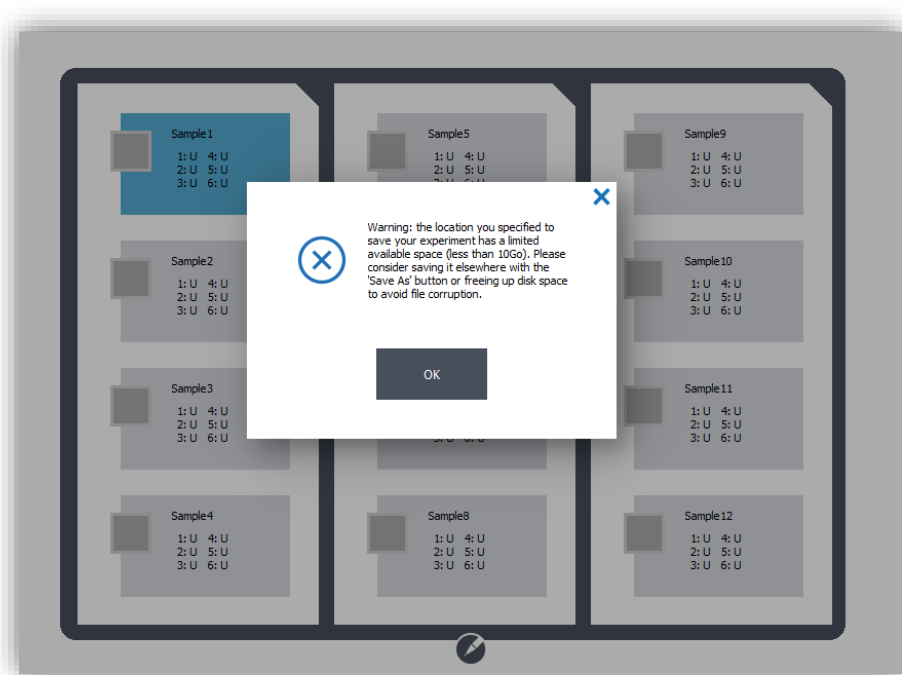 Sample1
1: U 4: U
2: U 5: U
3: U 6: U
Sample2
1: U 4: U
2: U 5: U
3: U 6: U
Sample3
1: U 4: U
2: U 5: U
3: U 6: U
Sample4
1: U 4: U
2: U 5: U
3: U 6: U
Sample5
1: U 4: U
2: U 5: U
Warning: the location you specified to
save your experiment has a limited
available space (less than 10Go). Please
consider saving it elsewhere with the
'Save As' button or freeing up disk space
to avoid file corruption.
OK
Sample8
1: U 4: U
2: U 5: U
3: U 6: U
Sample9
1: U 4: U
2: U 5: U
3: U 6: U
Sample10
1: U 4: U
2: U 5: U
3: U 6: U
Sample11
1: U 4: U
2: U 5: U
3: U 6: U
Sample12
1: U 4: U
2: U 5: U
3: U 6: U